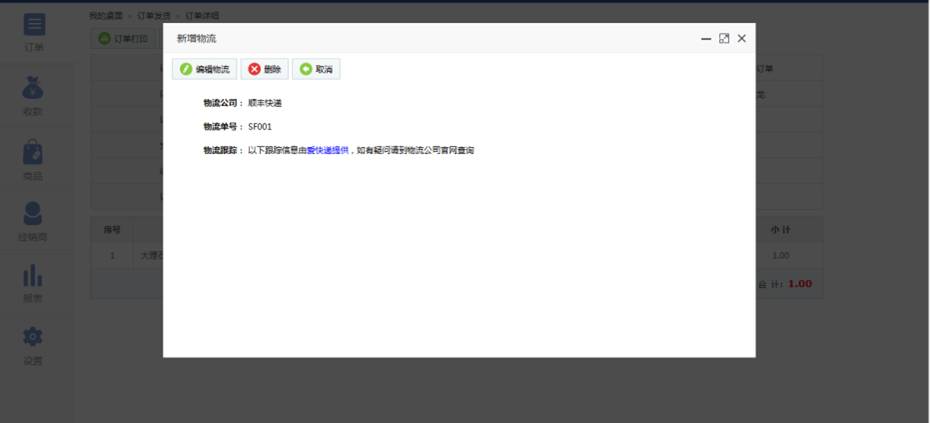 我的桌面 - 订单发货 - 订单详细
订单
订单打印
新增物流
编辑物流 删除 取消
订单
龙
物流公司： 顺丰快递
物流单号： SF001
物流跟踪： 以下跟踪信息由爱快递提供，如有疑问请到物流公司官网查询
收款
商品
经销商
报表
设置
序号 小 计
1 大理石 1.00
合 计: 1.00